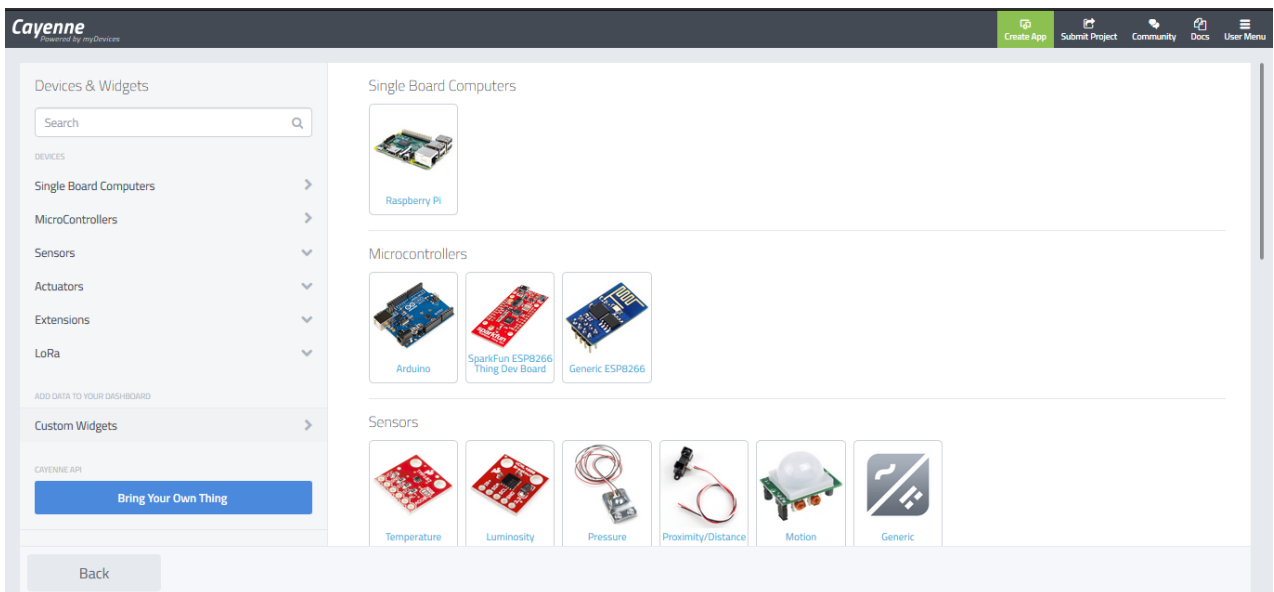 Cayenne
Powered by myDevices
Create App
Submit Project
Community
Docs
User Menu
Devices & Widgets
Search
DEVICES
Single Board Computers
MicroControllers
Sensors
Actuators
Extensions
LoRa
ADD DATA TO YOUR DASHBOARD
Custom Widgets
CAYENNE API
Bring Your Own Thing
Back
Single Board Computers
Raspberry Pi
Microcontrollers
sparkfun
Arduino
SparkFun ESP8266
Thing Dev Board
Generic ESP8266
Sensors
Temperature
Luminosity
Pressure
Proximity/Distance
Motion
Generic